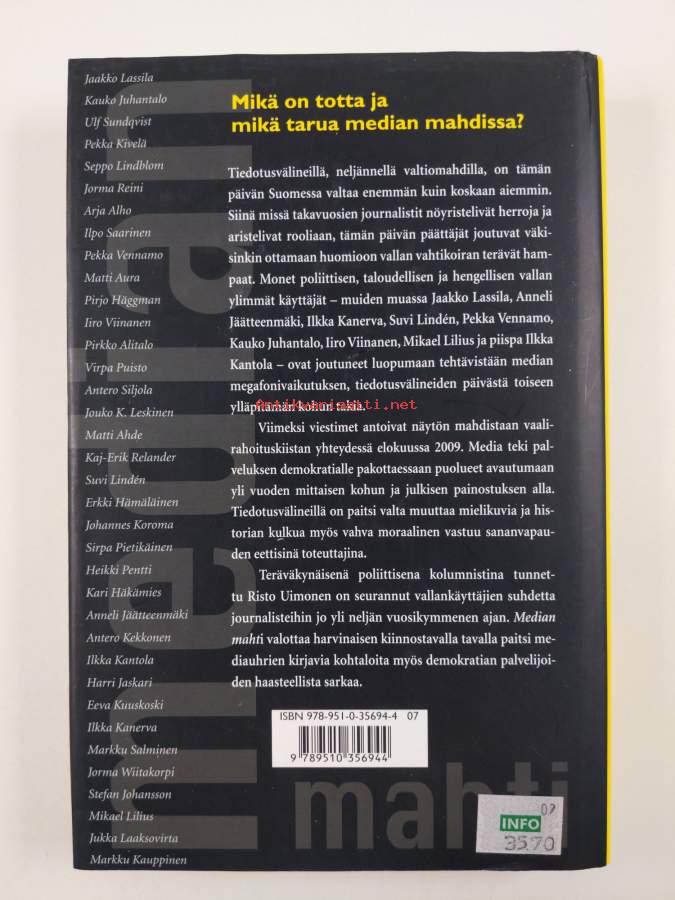 Jaakko Lassila
Kauko Juhantalo
Ulf Sundqvist
Pekka Kivelä
Seppo Lindblom
Jorma Reini
Arja Alho
Ilpo Saarinen
Pekka Vennamo
Matti Aura
Pirjo Häggman
Iiro Viinanen
Pirkko Alitalo
Virpa Puisto
Antero Siljola
Jouko K. Leskinen
Matti Ahde
Kaj-Erik Relander
Suvi Lindén
Erkki Hämäläinen
Johannes Koroma
Sirpa Pietikäinen
Heikki Pentti
Kari Häkämies
Anneli Jäätteenmäki
Antero Kekkonen
Ilkka Kantola
Harri Jaskari
Eeva Kuuskoski
Ilkka Kanerva
Markku Salminen
Jorma Wiitakorpi
Stefan Johansson
Mikael Lilius
Jukka Laaksovirta
Markku Kauppinen
median
Mikä on totta ja
mikä tarua median mahdissa?
Tiedotusvälineillä, neljännellä valtiomahdilla, on tämän
päivän Suomessa valtaa enemmän kuin koskaan aiemmin.
Siinä missä takavuosien journalistit nöyristelivät herroja ja
aristelivat rooliaan, tämän päivän päättäjät joutuvat väki-
sinkin ottamaan huomioon vallan vahtikoiran terävät ham-
paat. Monet poliittisen, taloudellisen ja hengellisen vallan
ylimmät käyttäjät – muiden muassa Jaakko Lassila, Anneli
Jäätteenmäki, Ilkka Kanerva, Suvi Lindén, Pekka Vennamo,
Kauko Juhantalo, Iiro Viinanen, Mikael Lilius ja piispa Ilkka
Kantola – ovat joutuneet luopumaan tehtävistään median
megafonivaikutuksen, tiedotusvälineiden päivästä toiseen
ylläpitämän kohun takia.
Antikvariaatti.net
Viimeksi viestimet antoivat näytön mahdistaan vaali-
rahoituskiistan yhteydessä elokuussa 2009. Media teki pal-
veluksen demokratialle pakottaessaan puolueet avautumaan
yli vuoden mittaisen kohun ja julkisen painostuksen alla.
Tiedotusvälineillä on paitsi valta muuttaa mielikuvia ja his-
torian kulkua myös vahva moraalinen vastuu sananvapau-
den eettisinä toteuttajina.
Teräväkynäisenä poliittisena kolumnistina tunnet-
tu Risto Uimonen on seurannut vallankäyttäjien suhdetta
journalisteihin jo yli neljän vuosikymmenen ajan. Median
mahti valottaa harvinaisen kiinnostavalla tavalla paitsi me-
diauhrien kirjavia kohtaloita myös demokratian palvelijoi-
den haasteellista sarkaa.
ISBN 978-951-0-35694-4 07
9 789510 356944
mahti
02
INFO
35.70